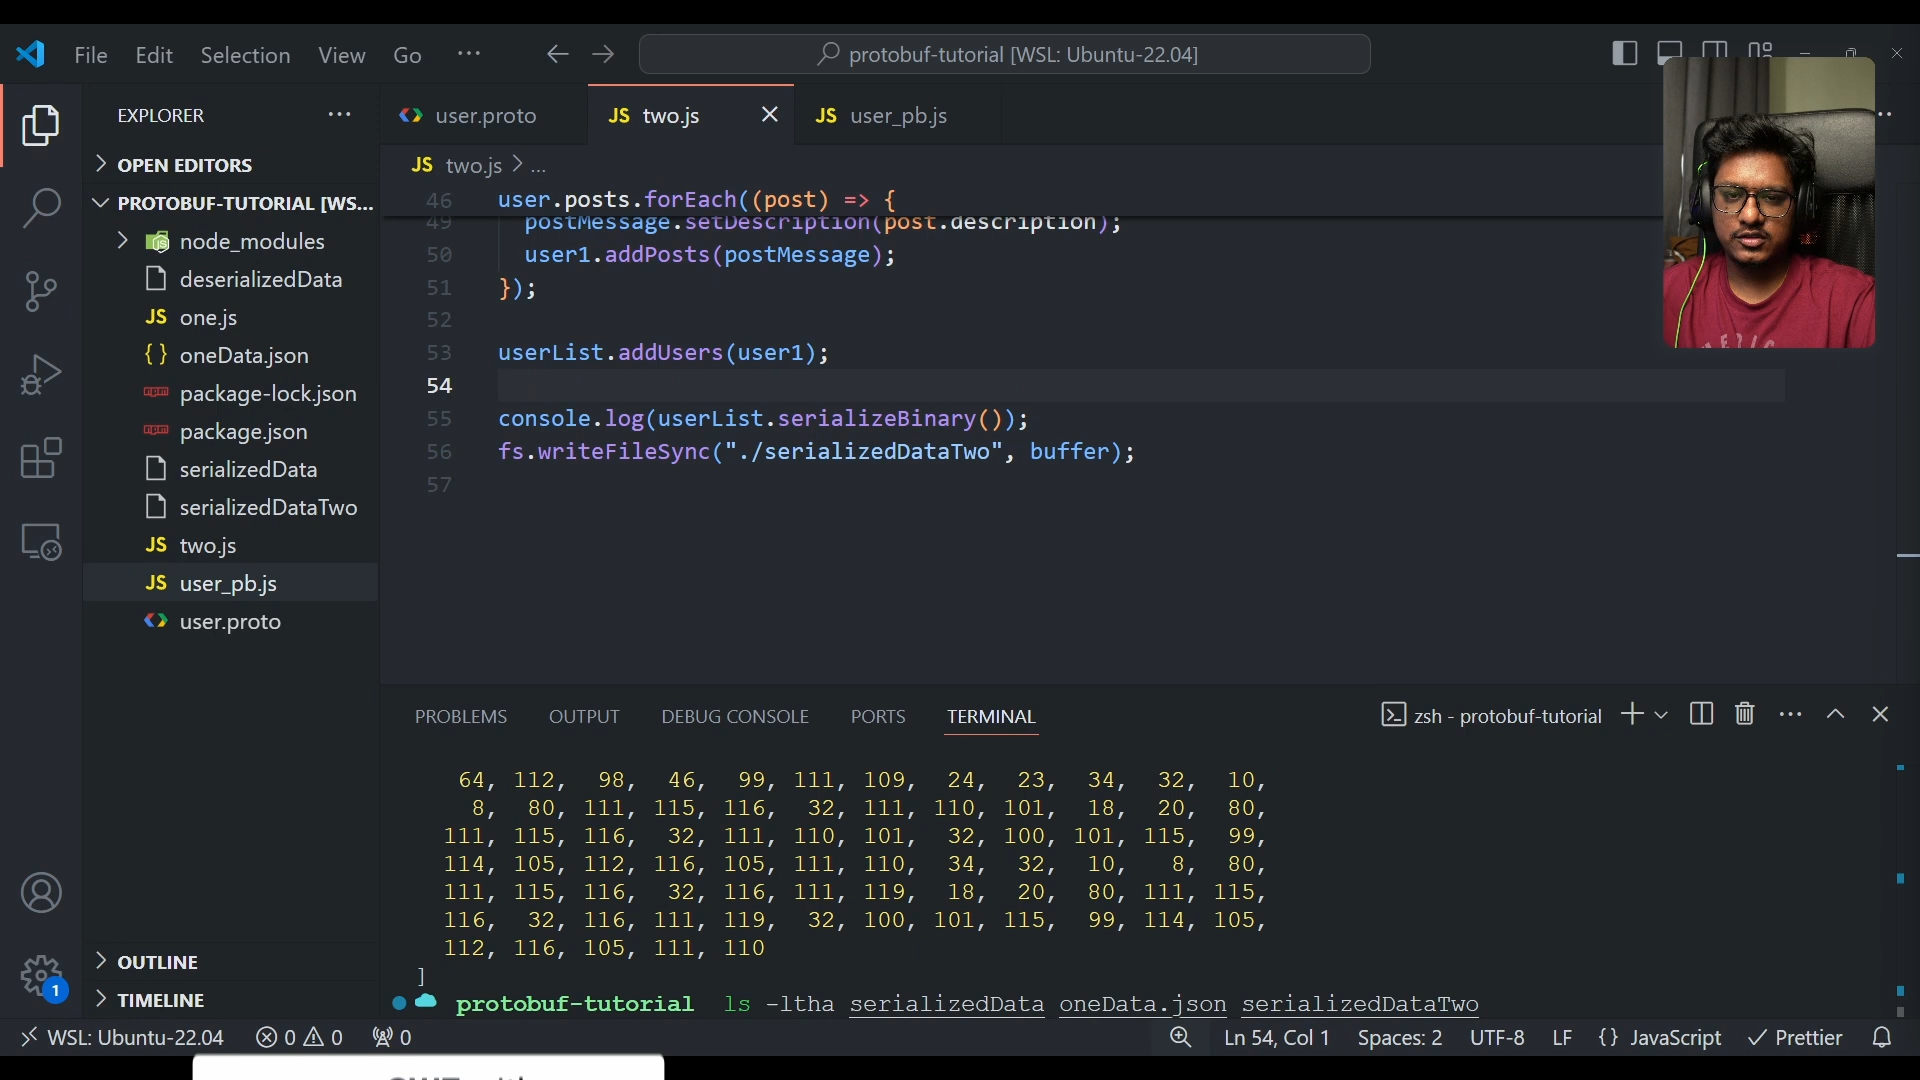 File Edit Selection View Go ··· protobuf-tutorial [WSL: Ubuntu-22.04]
EXPLORER ···
OPEN EDITORS
PROTOBUF-TUTORIAL [WS...
node_modules
deserializedData
JS one.js
{} oneData.json
package-lock.json
package.json
serializedData
serializedDataTwo
JS two.js
JS user_pb.js
user.proto
OUTLINE
TIMELINE
1
user.proto JS two.js JS user_pb.js
JS two.js > ...
46 user.posts.forEach((post) => {
49 postMessage.setDescription(post.description);
50 user1.addPosts(postMessage);
51 });
52
53 userList.addUsers(user1);
54
55 console.log(userList.serializeBinary());
56 fs.writeFileSync("./serializedDataTwo", buffer);
57
PROBLEMS OUTPUT DEBUG CONSOLE PORTS TERMINAL zsh - protobuf-tutorial
64, 112, 98, 46, 99, 111, 109, 24, 23, 34, 32, 10,
8, 80, 111, 115, 116, 32, 111, 110, 101, 18, 20, 80,
111, 115, 116, 32, 111, 110, 101, 32, 100, 101, 115, 99,
114, 105, 112, 116, 105, 111, 110, 34, 32, 10, 8, 80,
111, 115, 116, 32, 116, 111, 119, 18, 20, 80, 111, 115,
116, 32, 116, 111, 119, 32, 100, 101, 115, 99, 114, 105,
112, 116, 105, 111, 110
]
protobuf-tutorial ls -ltha serializedData oneData.json serializedDataTwo
WSL: Ubuntu-22.04 0 0 0 Ln 54, Col 1 Spaces: 2 UTF-8 LF {} JavaScript Prettier